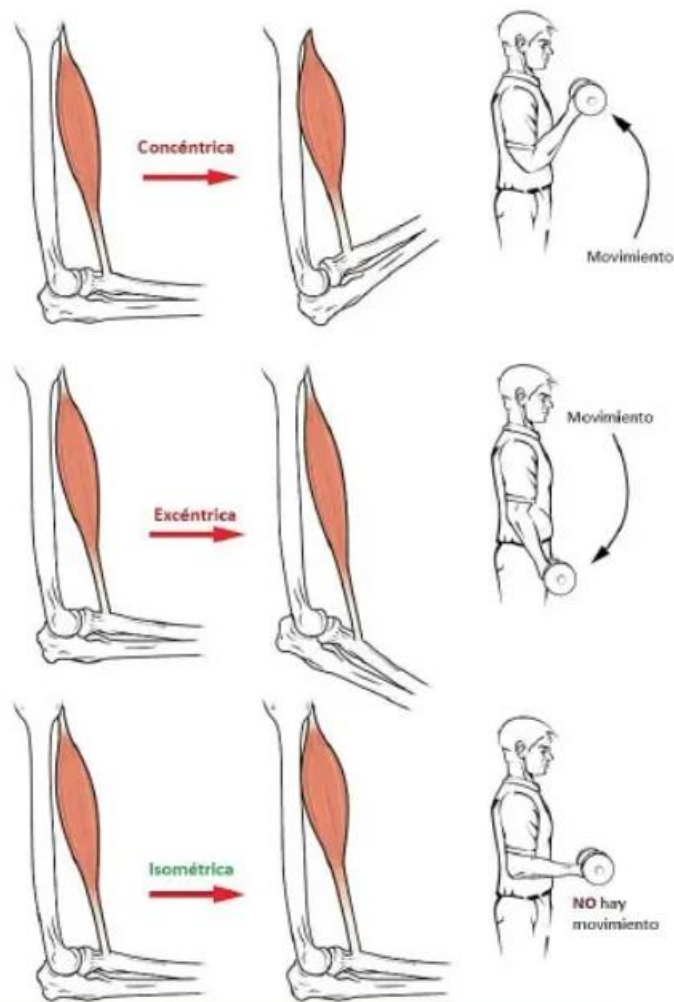 Concéntrica
Movimiento
Movimiento
Excéntrica
Isométrica
NO hay
movimiento